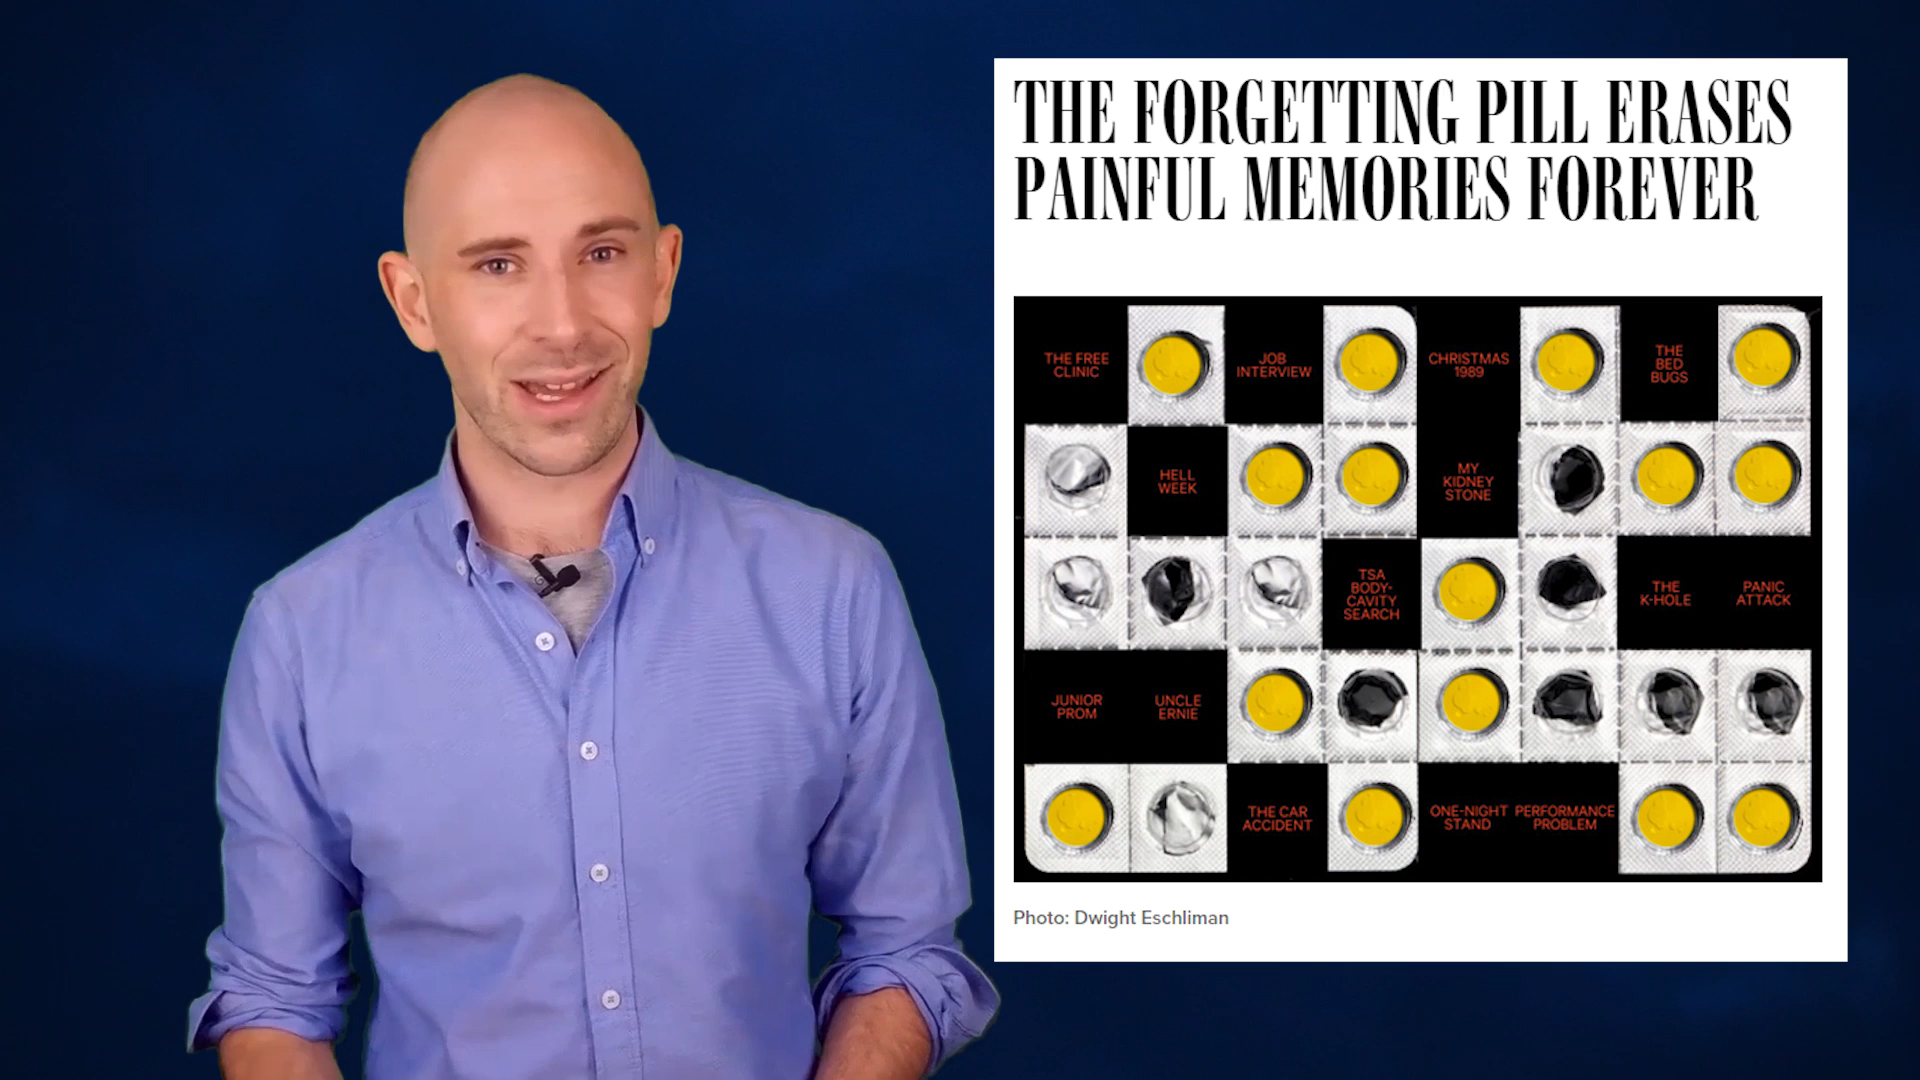 THE FORGETTING PILL ERASES
PAINFUL MEMORIES FOREVER
THE FREE
CLINIC
JOB
INTERVIEW
CHRISTMAS
1989
THE
BED
BUGS
HELL
WEEK
MY
KIDNEY
STONE
TSA
BODY-
CAVITY
SEARCH
THE
K-HOLE
PANIC
ATTACK
JUNIOR
PROM
UNCLE
ERNIE
THE CAR
ACCIDENT
ONE-NIGHT
STAND
PERFORMANCE
PROBLEM
Photo: Dwight Eschliman